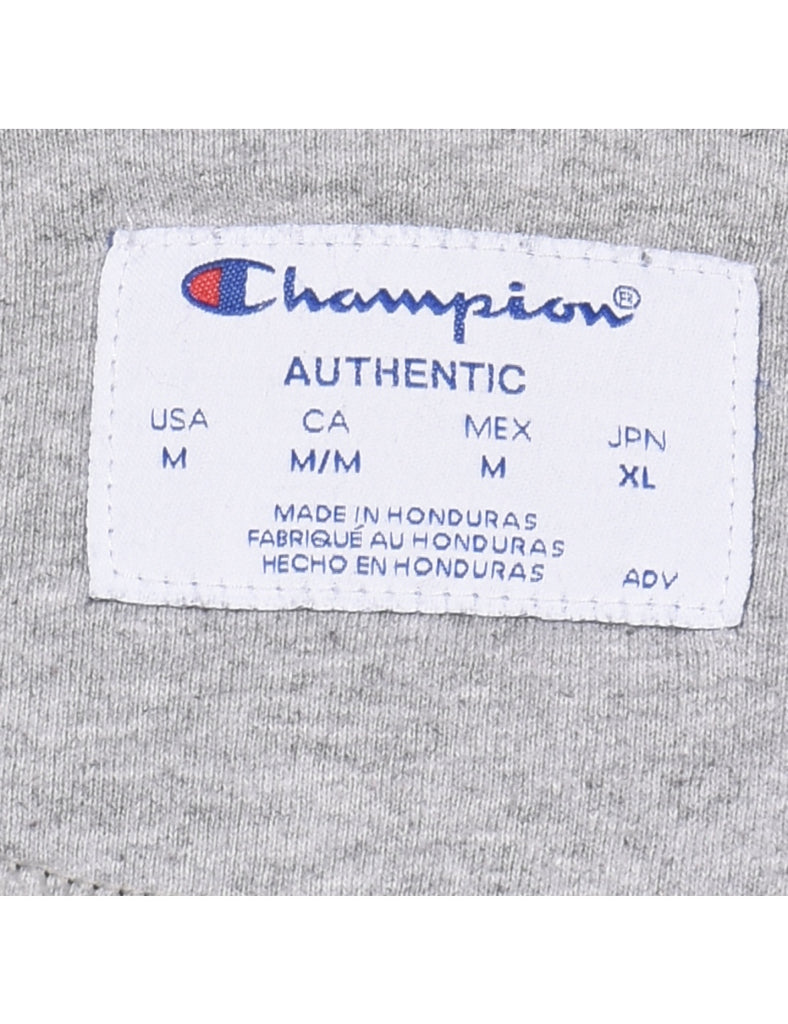 Champion®
AUTHENTIC
USA CA MEX JPN
M M/M M XL
MADE IN HONDURAS
FABRIQUÉ AU HONDURAS
HECHO EN HONDURAS
ADV